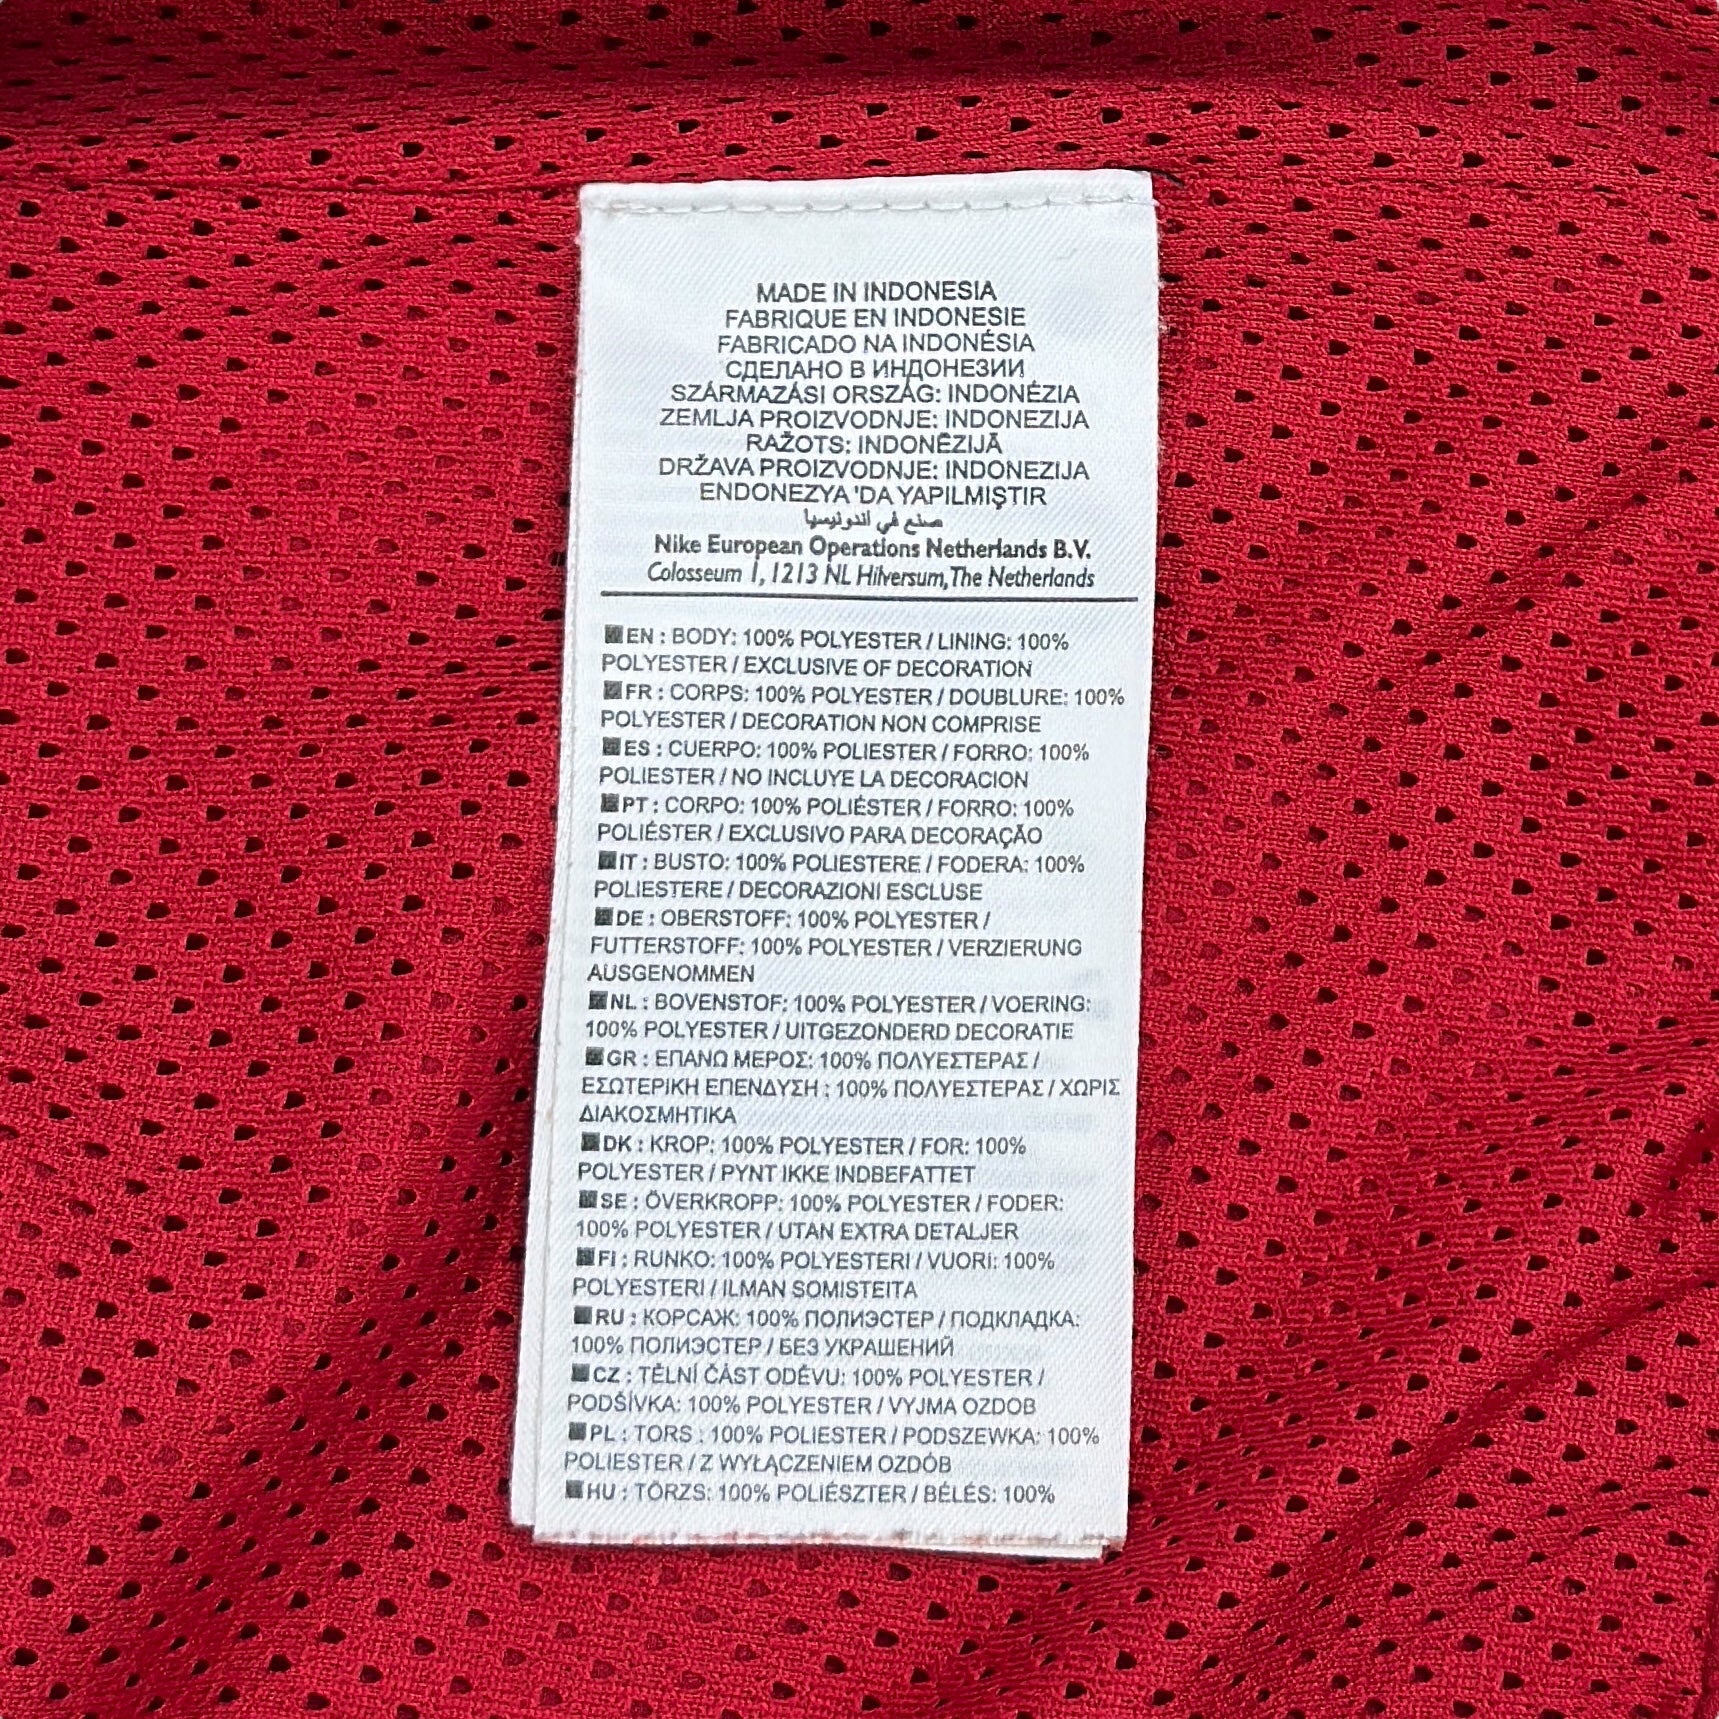 MADE IN INDONESIA
FABRIQUE EN INDONESIE
FABRICADO NA INDONÉSIA
СДЕЛАНО В ИНДОНЕЗИИ
SZÁRMAZÁSI ORSZÁG: INDONÉZIA
ZEMLJA PROIZVODNJE: INDONEZIJA
RAŽOTS: INDONĒZIJĀ
DRŽAVA PROIZVODNJE: INDONEZIJA
ENDONEZYA 'DA YAPILMIŞTIR
صنع في اندونيسيا
Nike European Operations Netherlands B.V.
Colosseum 1, 1213 NL Hilversum, The Netherlands
EN : BODY: 100% POLYESTER / LINING: 100%
POLYESTER / EXCLUSIVE OF DECORATION
FR : CORPS: 100% POLYESTER / DOUBLURE: 100%
POLYESTER / DECORATION NON COMPRISE
ES : CUERPO: 100% POLIESTER / FORRO: 100%
POLIESTER / NO INCLUYE LA DECORACION
PT : CORPO: 100% POLIÉSTER / FORRO: 100%
POLIÉSTER / EXCLUSIVO PARA DECORAÇÃO
IT : BUSTO: 100% POLIESTERE / FODERA: 100%
POLIESTERE / DECORAZIONI ESCLUSE
DE : OBERSTOFF: 100% POLYESTER /
FUTTERSTOFF: 100% POLYESTER / VERZIERUNG
AUSGENOMMEN
NL : BOVENSTOF: 100% POLYESTER / VOERING:
100% POLYESTER / UITGEZONDERD DECORATIE
GR : ΕΠΑΝΩ ΜΕΡΟΣ: 100% ΠΟΛΥΕΣΤΕΡΑΣ /
ΕΣΩΤΕΡΙΚΗ ΕΠΕΝΔΥΣΗ : 100% ΠΟΛΥΕΣΤΕΡΑΣ / ΧΩΡΙΣ
ΔΙΑΚΟΣΜΗΤΙΚΑ
DK : KROP: 100% POLYESTER / FOR: 100%
POLYESTER / PYNT IKKE INDBEFATTET
SE : ÖVERKROPP: 100% POLYESTER / FODER:
100% POLYESTER / UTAN EXTRA DETALJER
FI : RUNKO: 100% POLYESTERI / VUORI: 100%
POLYESTERI / ILMAN SOMISTEITA
RU : КОРСАЖ: 100% ПОЛИЭСТЕР / ПОДКЛАДКА:
100% ПОЛИЭСТЕР / БЕЗ УКРАШЕНИЙ
CZ : TĚLNÍ ČÁST ODĚVU: 100% POLYESTER /
PODŠÍVKA: 100% POLYESTER / VYJMA OZDOB
PL : TORS : 100% POLIESTER / PODSZEWKA: 100%
POLIESTER / Z WYŁĄCZENIEM OZDÓB
HU : TÖRZS: 100% POLIÉSZTER / BÉLÉS: 100%